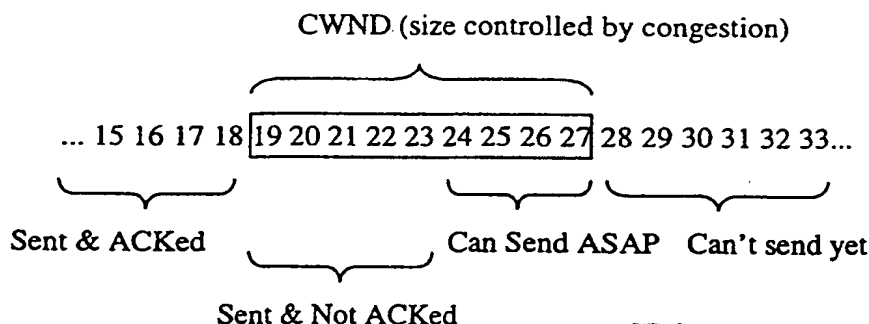 CWND (size controlled by congestion)
... 15 16 17 18 19 20 21 22 23 24 25 26 27 28 29 30 31 32 33...
Sent & ACKed
Can Send ASAP
Can't send yet
Sent & Not ACKed